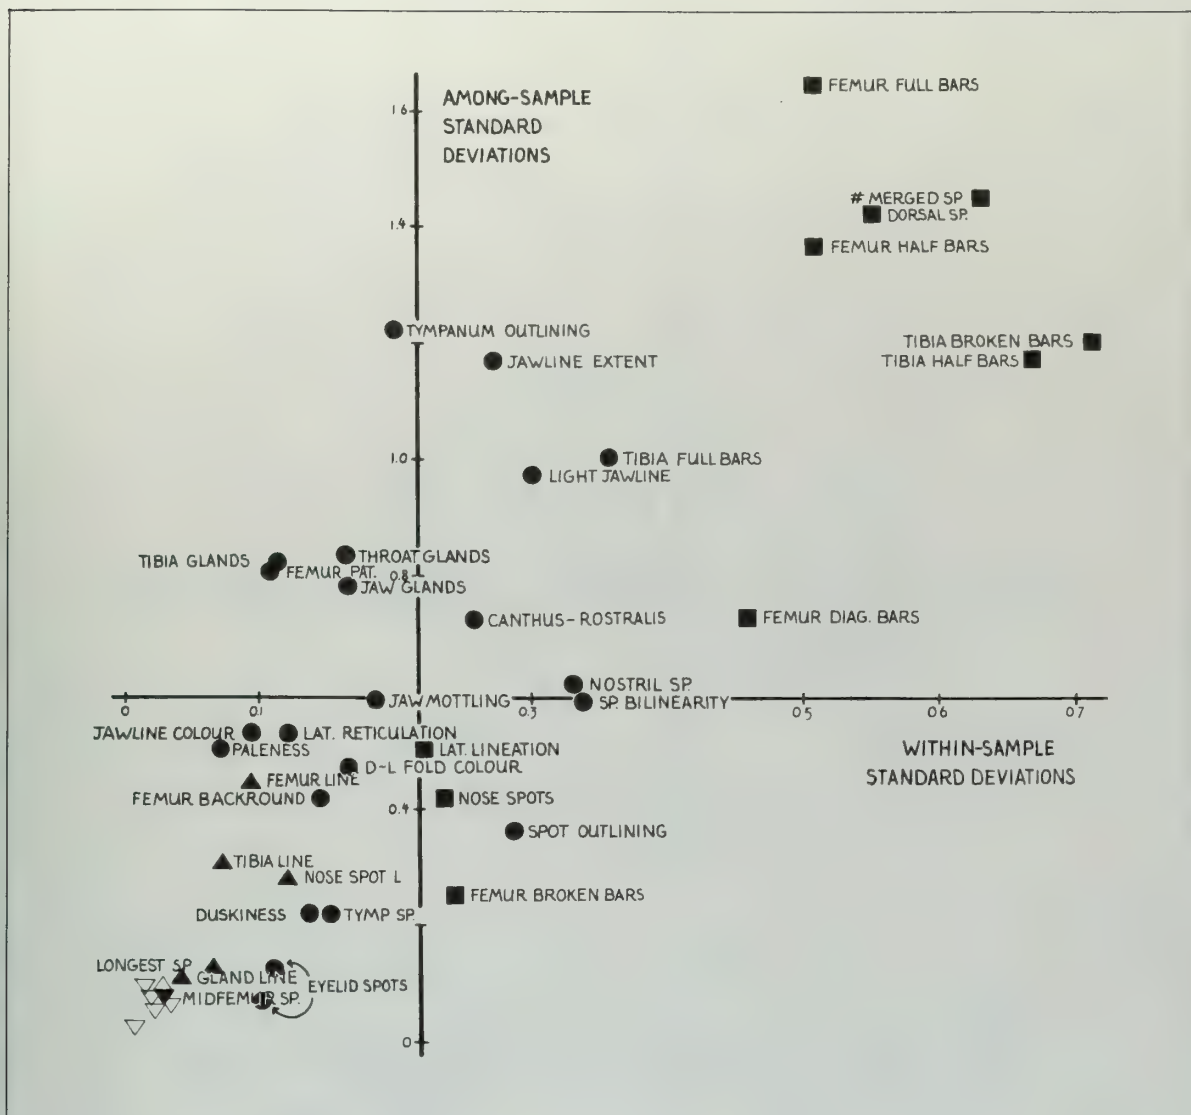 FEMUR FULL BARS
AMONG-SAMPLE
STANDARD
DEVIATIONS
1.6
# MERGED SP
DORSAL SP.
1.4
FEMUR HALF BARS
TYMPANUM OUTLINING
TIBIA BROKEN BARS
TIBIA HALF BARS
JAWLINE EXTENT
1.0
TIBIA FULL BARS
LIGHT JAWLINE
THROAT GLANDS
TIBIA GLANDS
FEMUR PAT.
0.8
JAW GLANDS
CANTHUS-ROSTRALIS
FEMUR DIAG. BARS
NOSTRIL SP.
JAW MOTTLING
SP. BILINEARITY
0
0.1
0.3
0.5
0.6
0.7
JAWLINE COLOUR
LAT. RETICULATION
PALENESS
LAT. LINEATION
WITHIN-SAMPLE
STANDARD DEVIATIONS
D-L FOLD COLOUR
FEMUR LINE
FEMUR BACKROUND
NOSE SPOTS
0.4
SPOT OUTLINING
TIBIA LINE
NOSE SPOT L
FEMUR BROKEN BARS
DUSKINESS
TYMP SP.
LONGEST SP
GLAND LINE
EYELID SPOTS
MIDFEMUR SP.
0